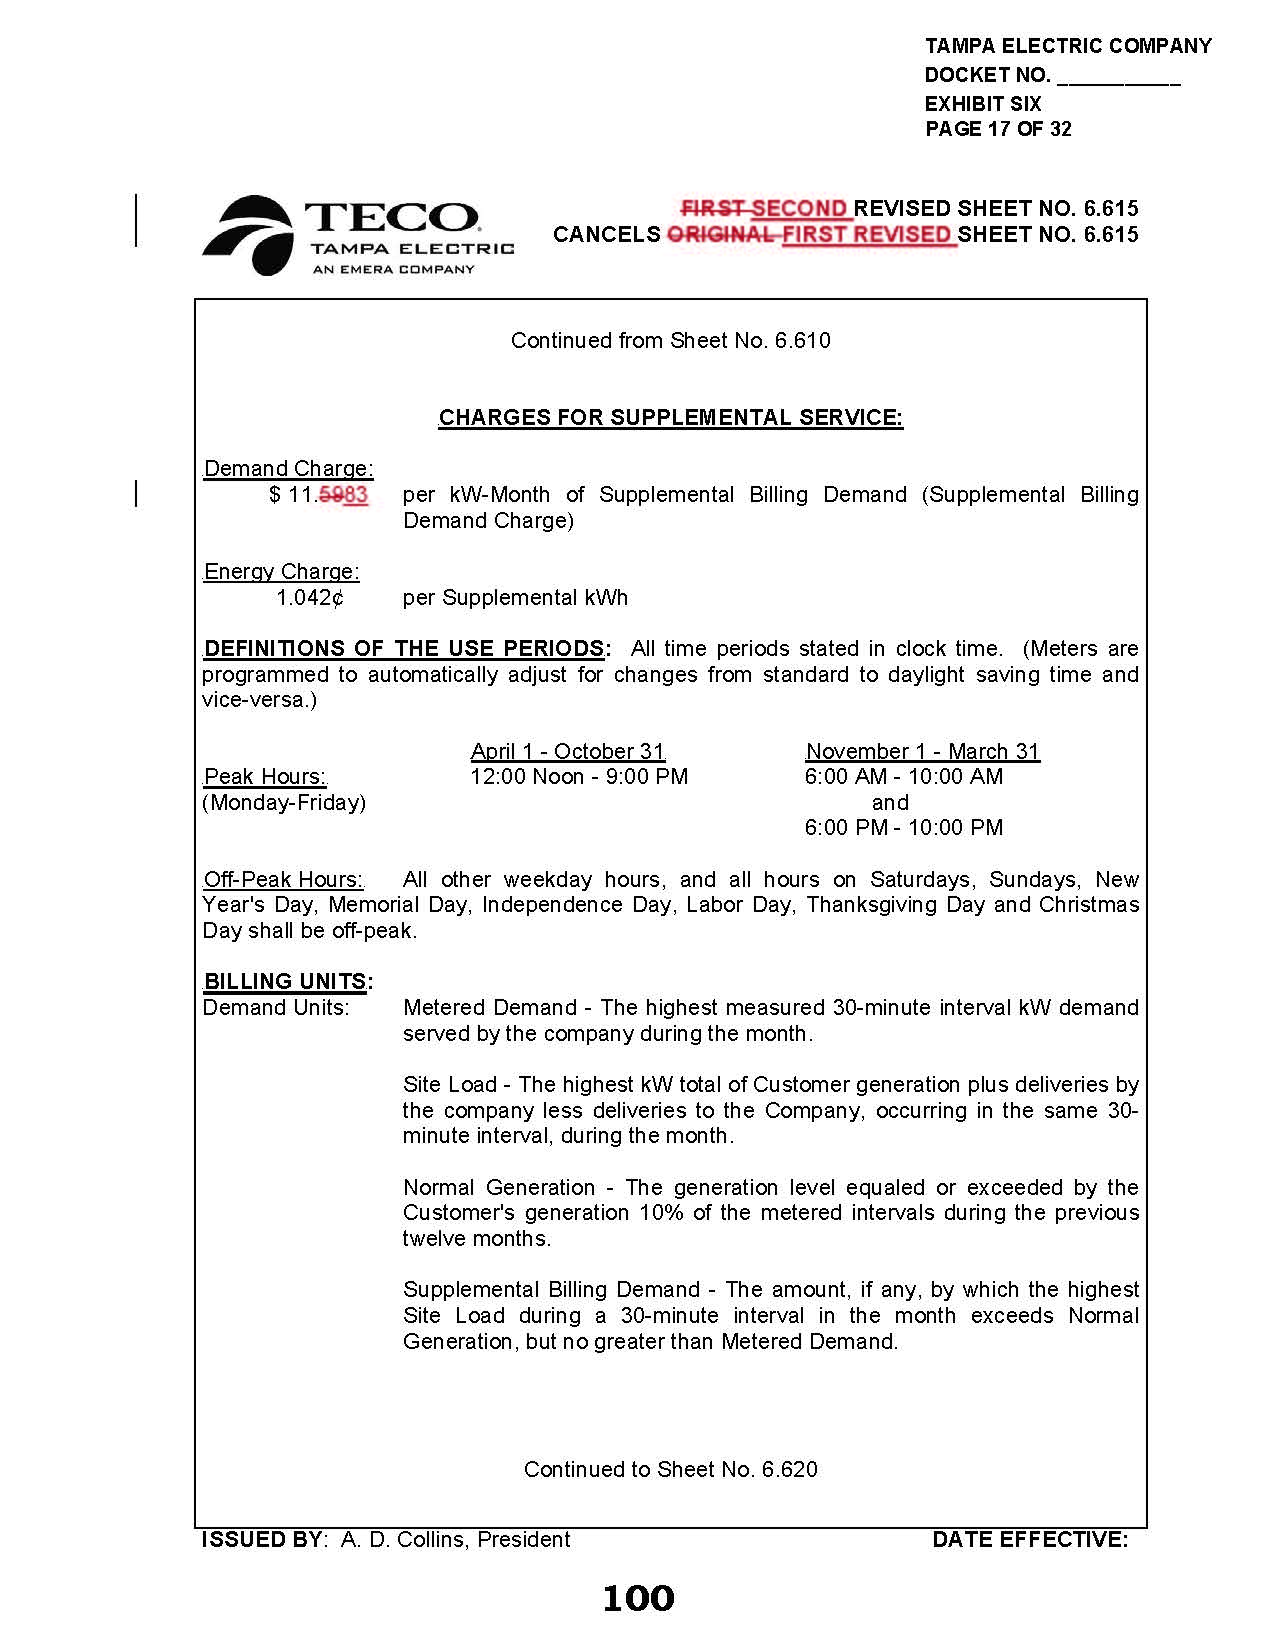 TAMPA ELECTRIC COMPANY
DOCKET NO. ___________
EXHIBIT SIX
PAGE 17 OF 32
TECO.
TAMPA ELECTRIC
AN EMERA COMPANY
FIRST SECOND REVISED SHEET NO. 6.615
CANCELS ORIGINAL FIRST REVISED SHEET NO. 6.615
Continued from Sheet No. 6.610
CHARGES FOR SUPPLEMENTAL SERVICE:
Demand Charge:
$ 11.5983 per kW-Month of Supplemental Billing Demand (Supplemental Billing
Demand Charge)
Energy Charge:
1.042¢ per Supplemental kWh
DEFINITIONS OF THE USE PERIODS: All time periods stated in clock time. (Meters are
programmed to automatically adjust for changes from standard to daylight saving time and
vice-versa.)
April 1 - October 31 November 1 - March 31
Peak Hours: 12:00 Noon - 9:00 PM 6:00 AM - 10:00 AM
(Monday-Friday) and
6:00 PM - 10:00 PM
Off-Peak Hours: All other weekday hours, and all hours on Saturdays, Sundays, New
Year's Day, Memorial Day, Independence Day, Labor Day, Thanksgiving Day and Christmas
Day shall be off-peak.
BILLING UNITS:
Demand Units: Metered Demand - The highest measured 30-minute interval kW demand
served by the company during the month.
Site Load - The highest kW total of Customer generation plus deliveries by
the company less deliveries to the Company, occurring in the same 30-
minute interval, during the month.
Normal Generation - The generation level equaled or exceeded by the
Customer's generation 10% of the metered intervals during the previous
twelve months.
Supplemental Billing Demand - The amount, if any, by which the highest
Site Load during a 30-minute interval in the month exceeds Normal
Generation, but no greater than Metered Demand.
Continued to Sheet No. 6.620
ISSUED BY: A. D. Collins, President DATE EFFECTIVE:
100